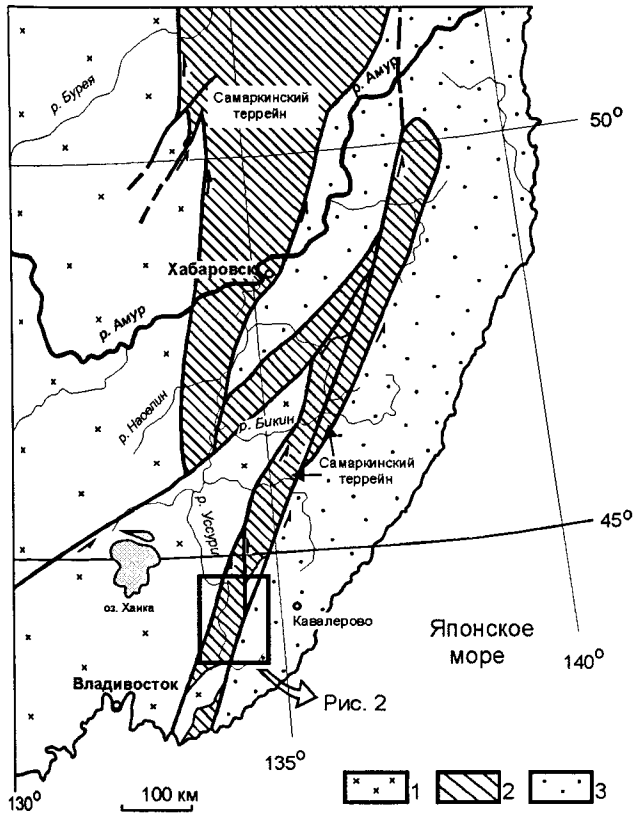 р. Бурея
Самаркинский
террейн
р. Амур
50°
Хабаровск
р. Амур
р. Наолин
р. Бикин
Самаркинский
террейн
р. Уссури
45°
оз. Ханка
Кавалерово
Японское
море
140°
Владивосток
Рис. 2
135°
130°
100 км
1
2
3